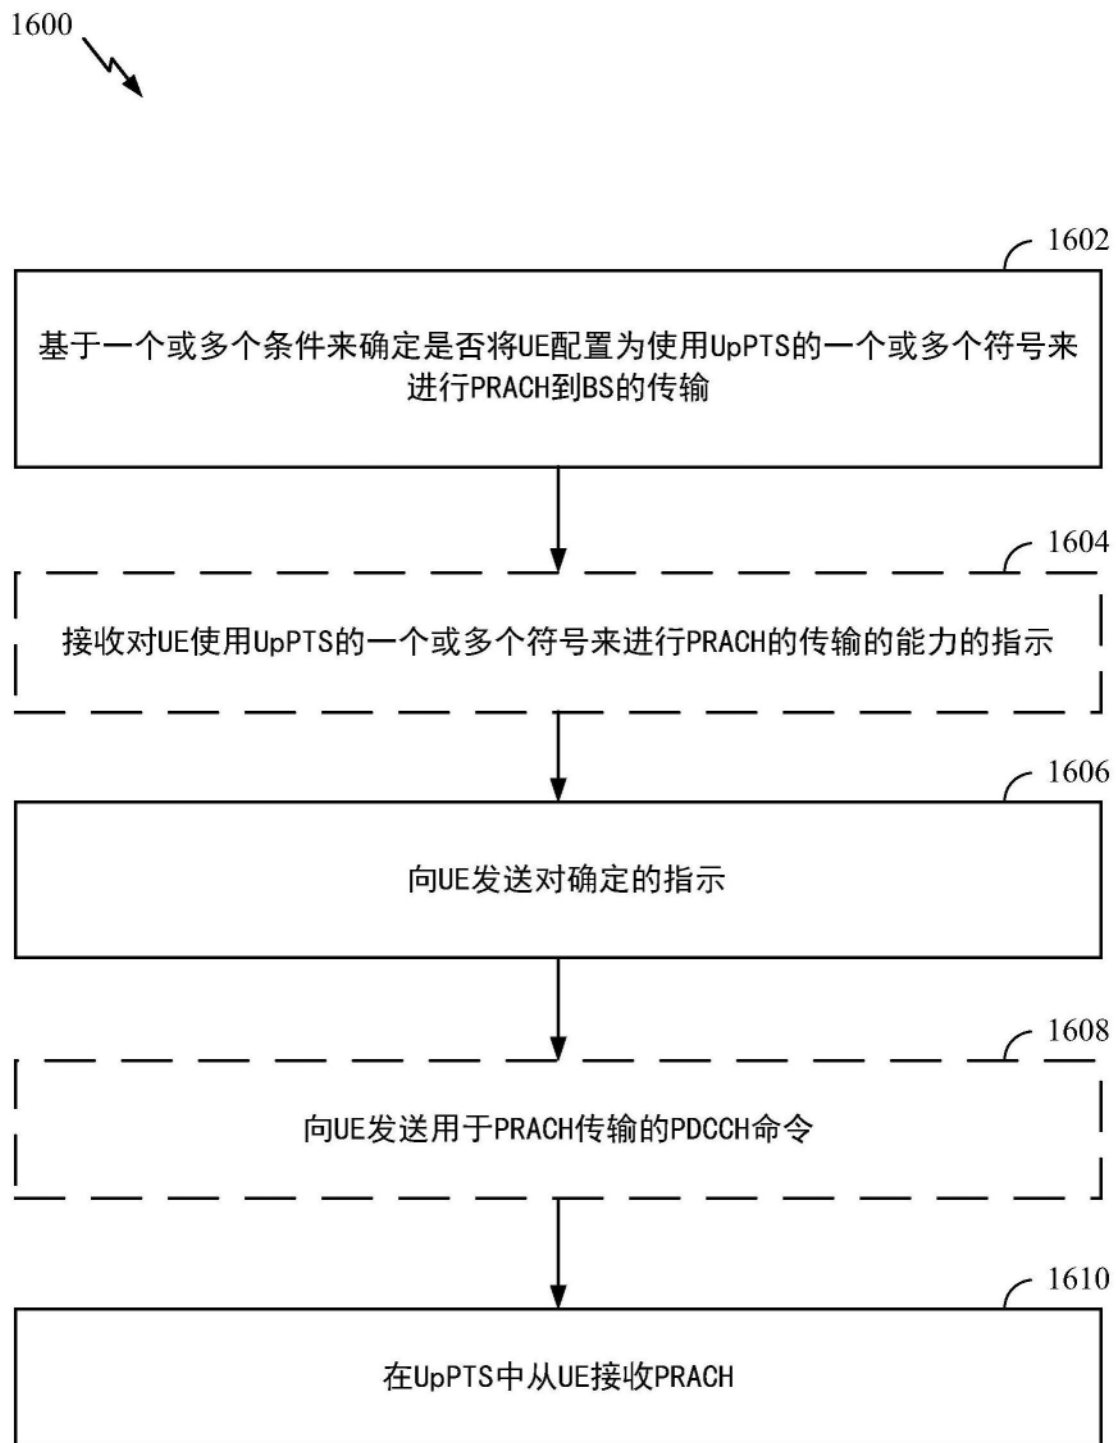 1600
1602
基于一个或多个条件来确定是否将UE配置为使用UpPTS的一个或多个符号来
进行PRACH到BS的传输
1604
接收对UE使用UpPTS的一个或多个符号来进行PRACH的传输的能力的指示
1606
向UE发送对确定的指示
1608
向UE发送用于PRACH传输的PDCCH命令
1610
在UpPTS中从UE接收PRACH